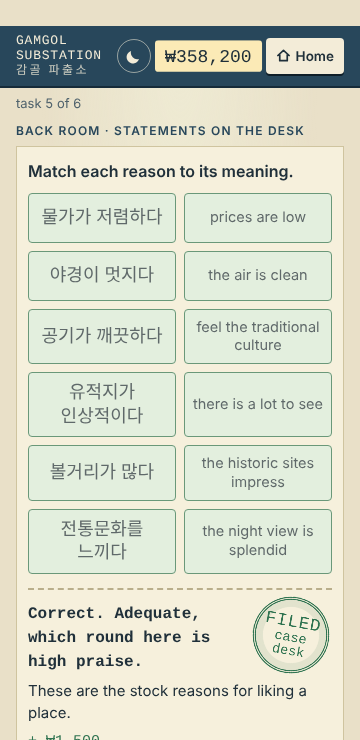 GAMGOL
SUBSTATION
감골 파출소
₩358,200
Home
task 5 of 6
BACK ROOM · STATEMENTS ON THE DESK
Match each reason to its meaning.
물가가 저렴하다
prices are low
야경이 멋지다
the air is clean
공기가 깨끗하다
feel the traditional
culture
유적지가
인상적이다
there is a lot to see
볼거리가 많다
the historic sites
impress
전통문화를
느끼다
the night view is
splendid
Correct. Adequate,
which round here is
high praise.
FILED
case
desk
These are the stock reasons for liking a
place.
+ ₩1,500